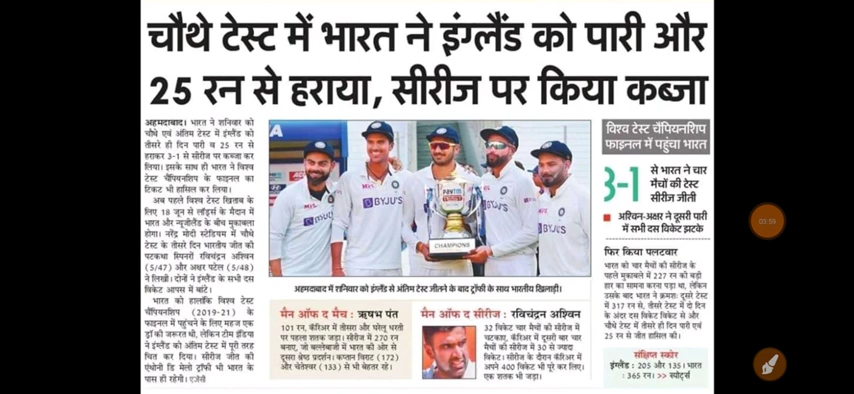 चौथे टेस्ट में भारत ने इंग्लैंड को पारी और
25 रन से हराया, सीरीज पर किया कब्जा
अहमदाबाद। भारत ने शनिवार को
चौथे एवं अंतिम टेस्ट में इंग्लैंड को
तीसरे ही दिन पारी व 25 रन से
हराकर 3-1 से सीरीज पर कब्जा कर
लिया। इसके साथ ही भारत ने विश्व
टेस्ट चैंपियनशिप के फाइनल का
टिकट भी हासिल कर लिया।
अब पहले विश्व टेस्ट खिताब के
लिए 18 जून से लॉर्ड्स के मैदान में
भारत और न्यूजीलैंड के बीच मुकाबला
होगा। नरेंद्र मोदी स्टेडियम में चौथे
टेस्ट के तीसरे दिन भारतीय जीत की
पटकथा स्पिनरों रविचंद्रन अश्विन
(5/47) और अक्षर पटेल (5/48)
ने लिखी। दोनों ने इंग्लैंड के सभी दस
विकेट आपस में बांटे।
भारत को हालांकि विश्व टेस्ट
चैंपियनशिप (2019-21) के
फाइनल में पहुंचने के लिए महज एक
ड्रॉ की जरूरत थी, लेकिन टीम इंडिया
ने इंग्लैंड को अंतिम टेस्ट में पूरी तरह
चित कर दिया। सीरीज जीत की
एंथोनी डि मेलो ट्रॉफी भी भारत के
पास ही रहेगी। एजेंसी
PAYTM
BYJU'S
BYJU'S
CHAMPIONS
अहमदाबाद में शनिवार को इंग्लैंड से अंतिम टेस्ट जीतने के बाद ट्रॉफी के साथ भारतीय खिलाड़ी।
मैन ऑफ द मैच : ऋषभ पंत
101 रन, कॅरिअर में तीसरा और घरेलू धरती
पर पहला शतक जड़ा। सीरीज में 270 रन
बनाए, जो बल्लेबाजी में भारत की ओर से
दूसरा श्रेष्ठ प्रदर्शन। कप्तान विराट (172)
और चेतेश्वर (133) से भी बेहतर रहे।
मैन ऑफ द सीरीज : रविचंद्रन अश्विन
32 विकेट चार मैचों की सीरीज में
चटकाए, कॅरिअर में दूसरी बार चार
मैचों की सीरीज में 30 से ज्यादा
विकेट। सीरीज के दौरान कॅरिअर में
अपने 400 विकेट भी पूरे कर लिए।
एक शतक भी जड़ा।
विश्व टेस्ट चैंपियनशिप
फाइनल में पहुंचा भारत
3-1 से भारत ने चार
मैचों की टेस्ट
सीरीज जीती
अश्विन-अक्षर ने दूसरी पारी
में सभी दस विकेट झटके
फिर किया पलटवार
भारत को चार मैचों की सीरीज के
पहले मुकाबले में 227 रन की बड़ी
हार का सामना करना पड़ा था, लेकिन
उसके बाद भारत ने क्रमशः दूसरे टेस्ट
में 317 से, तीसरे टेस्ट में दो दिन
के अंदर दस विकेट विकेट से और
चौथे टेस्ट में तीसरे ही दिन पारी एवं
25 रन से जीत हासिल की।
संक्षिप्त स्कोर
इंग्लैंड : 205 और 135। भारत
: 365 रन। >> स्पोर्ट्स
03:59